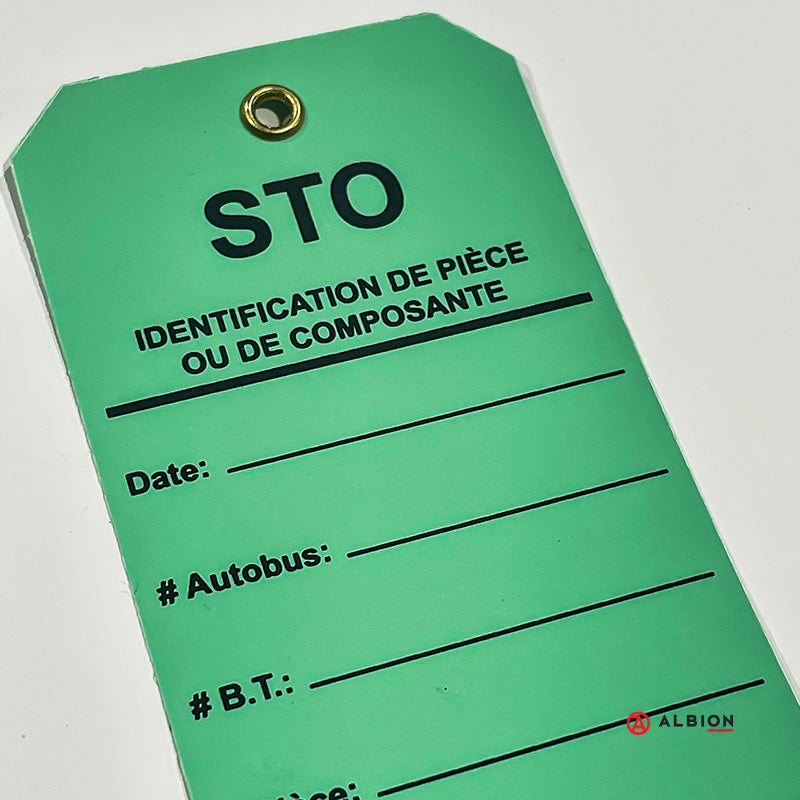 STO
IDENTIFICATION DE PIÈCE
OU DE COMPOSANTE
Date:
# Autobus:
# B.T.:
ALBION